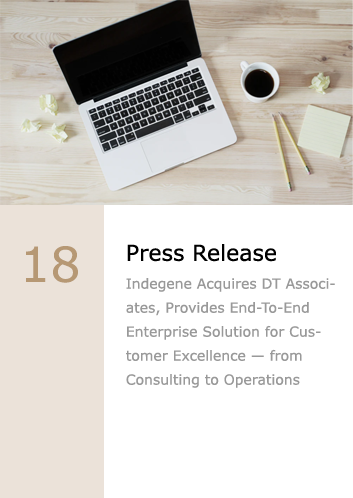 18
Press Release
Indegene Acquires DT Associ-
ates, Provides End-To-End
Enterprise Solution for Cus-
tomer Excellence — from
Consulting to Operations